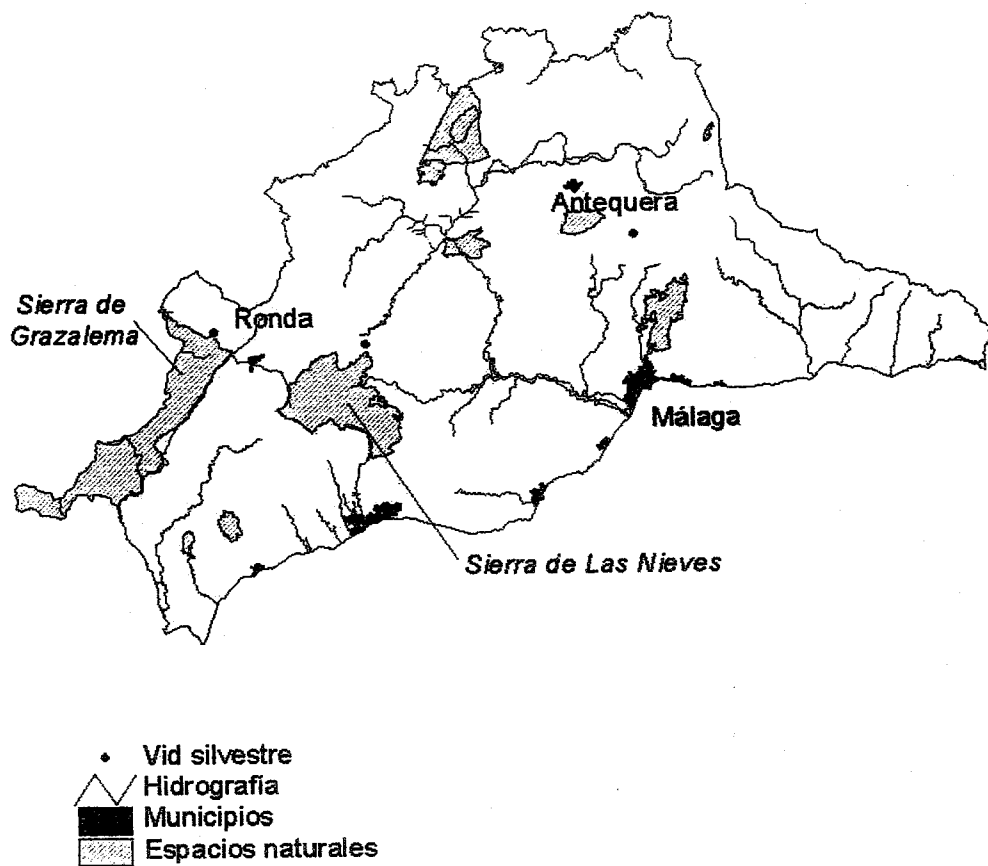 Antequera
Sierra de
Grazalema
Ronda
Málaga
Sierra de Las Nieves
Vid silvestre
Hidrografía
Municipios
Espacios naturales